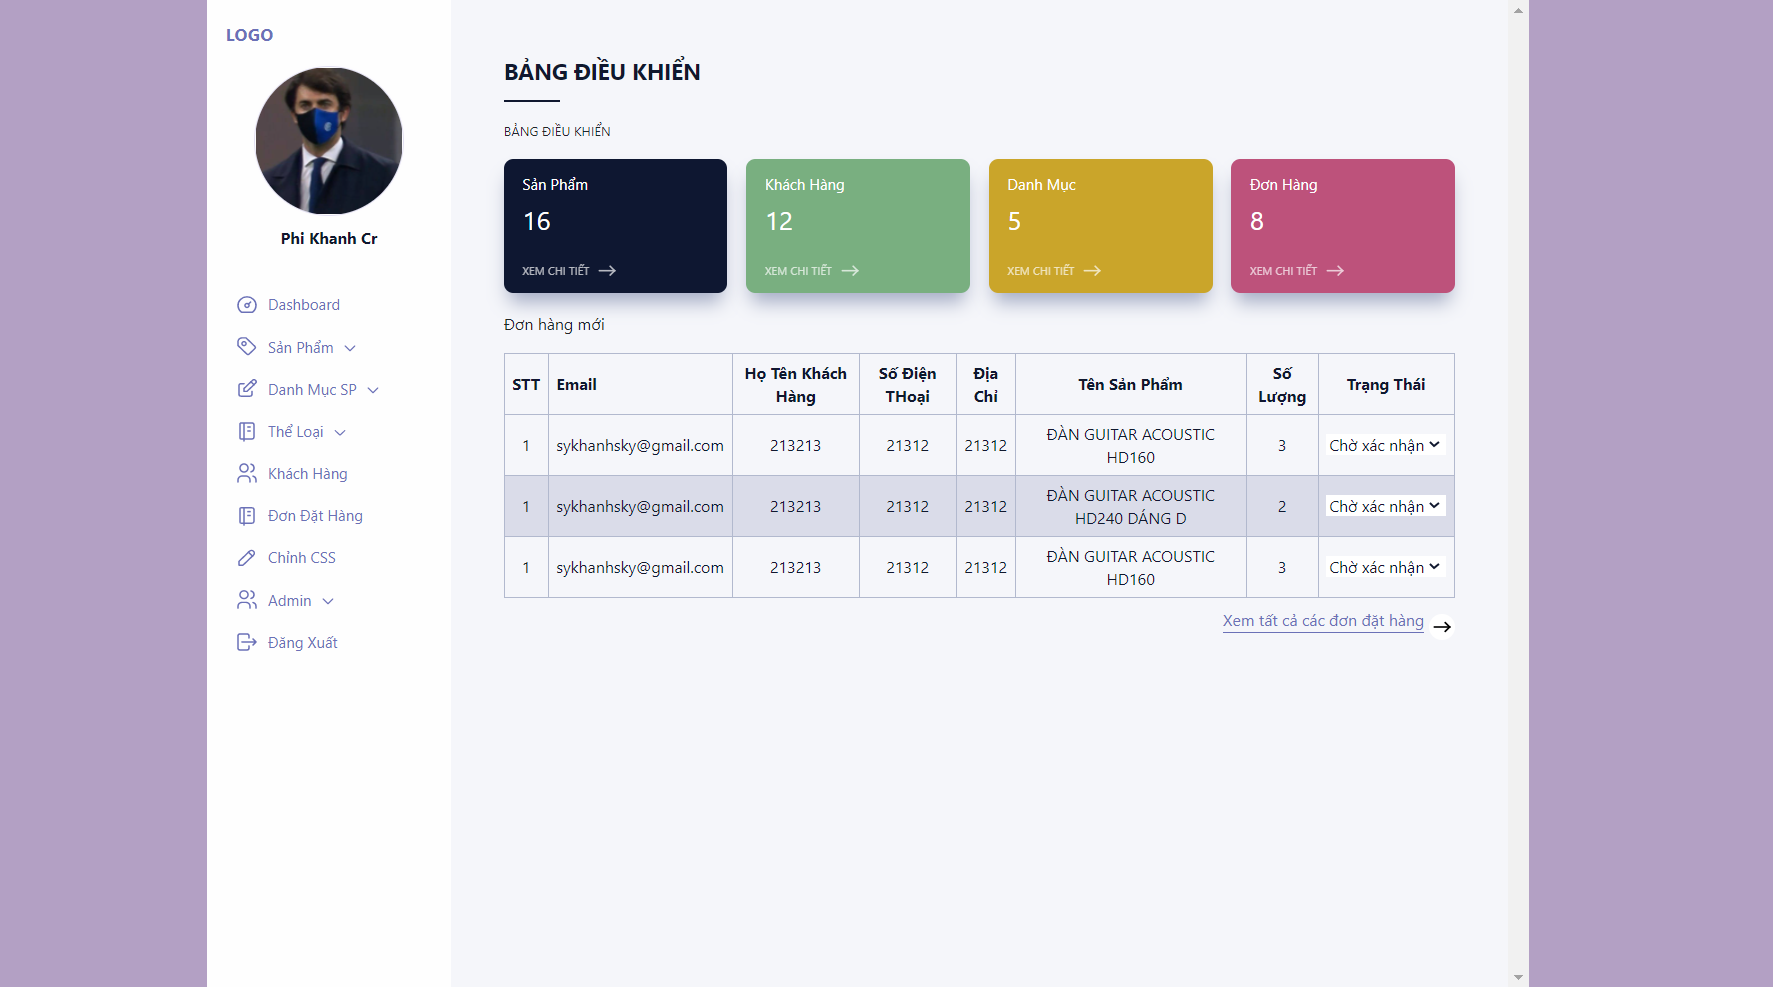 LOGO
Phi Khanh Cr
Dashboard
Sản Phẩm
Danh Mục SP
Thể Loại
Khách Hàng
Đơn Đặt Hàng
Chỉnh CSS
Admin
Đăng Xuất
BẢNG ĐIỀU KHIỂN
BẢNG ĐIỀU KHIỂN
Sản Phẩm
16
XEM CHI TIẾT
Khách Hàng
12
XEM CHI TIẾT
Danh Mục
5
XEM CHI TIẾT
Đơn Hàng
8
XEM CHI TIẾT
Đơn hàng mới
STT Email Họ Tên Khách Hàng Số Điện THoại Địa Chỉ Tên Sản Phẩm Số Lượng Trạng Thái
1 sykhanhsky@gmail.com 213213 21312 21312 ĐÀN GUITAR ACOUSTIC HD160 3 Chờ xác nhận
1 sykhanhsky@gmail.com 213213 21312 21312 ĐÀN GUITAR ACOUSTIC HD240 DÁNG D 2 Chờ xác nhận
1 sykhanhsky@gmail.com 213213 21312 21312 ĐÀN GUITAR ACOUSTIC HD160 3 Chờ xác nhận
Xem tất cả các đơn đặt hàng